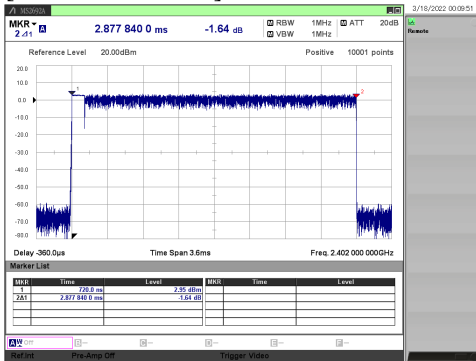 MS2692A
3/18/2022 00:09:51
MKR
2 Δ1
A
2.877 840 0 ms
-1.64 dB
RBW 1MHz
VBW 1MHz
ATT 20dB
Remote
Reference Level 20.00dBm
Positive 10001 points
20.0
10.0
0.0
-10.0
-20.0
-30.0
-40.0
-50.0
-60.0
-70.0
-80.0
1
2
Delay -360.0µs
Time Span 3.6ms
Freq. 2.402 000 000GHz
Marker List
MKR Time Level MKR Time Level
1 720.0 ns 2.95 dBm
2Δ1 2.877 840 0 ms -1.64 dB
A Off
Ref.Int
Pre-Amp Off
Trigger Video